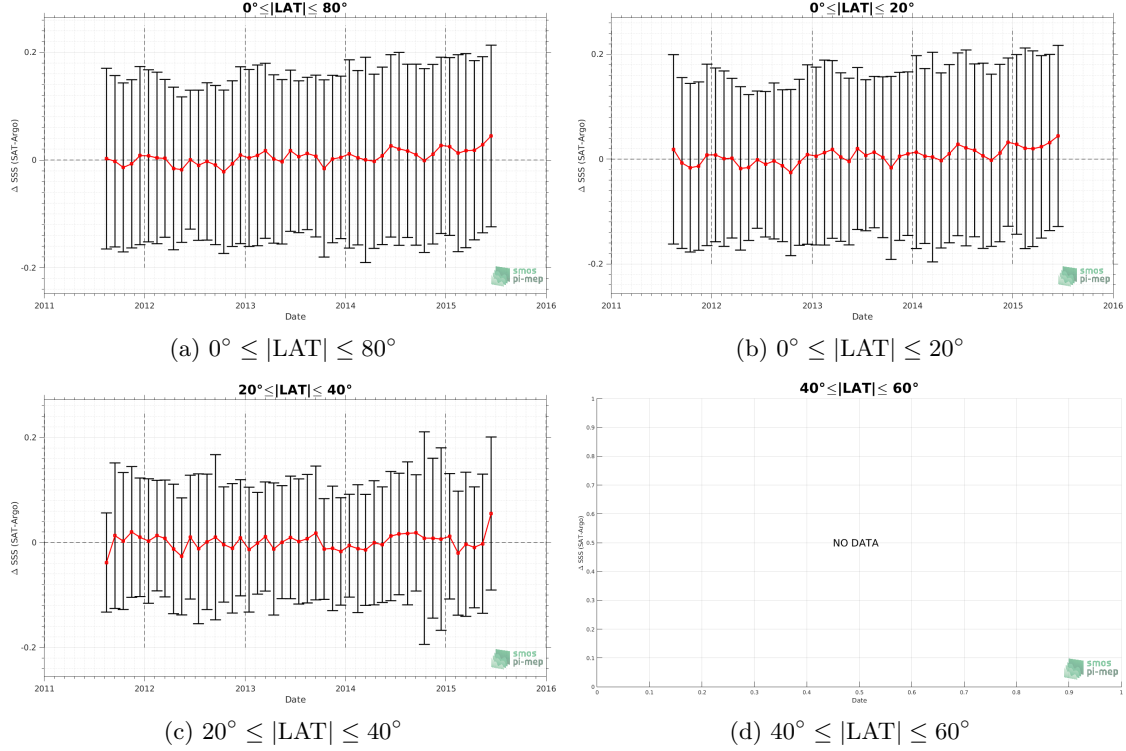 0°≤|LAT|≤ 80°
0.2
0
-0.2
Δ SSS (SAT-Argo)
2011 2012 2013 2014 2015 2016
Date
smos
pi-mep
(a) 0° ≤ |LAT| ≤ 80°
0°≤|LAT|≤ 20°
0.2
0
-0.2
Δ SSS (SAT-Argo)
2011 2012 2013 2014 2015 2016
Date
smos
pi-mep
(b) 0° ≤ |LAT| ≤ 20°
20°≤|LAT|≤ 40°
0.2
0
-0.2
Δ SSS (SAT-Argo)
2011 2012 2013 2014 2015 2016
Date
smos
pi-mep
(c) 20° ≤ |LAT| ≤ 40°
40°≤|LAT|≤ 60°
1
0.9
0.8
0.7
0.6
0.5
0.4
0.3
0.2
0.1
0
Δ SSS (SAT-Argo)
NO DATA
0 0.1 0.2 0.3 0.4 0.5 0.6 0.7 0.8 0.9 1
Date
smos
pi-mep
(d) 40° ≤ |LAT| ≤ 60°